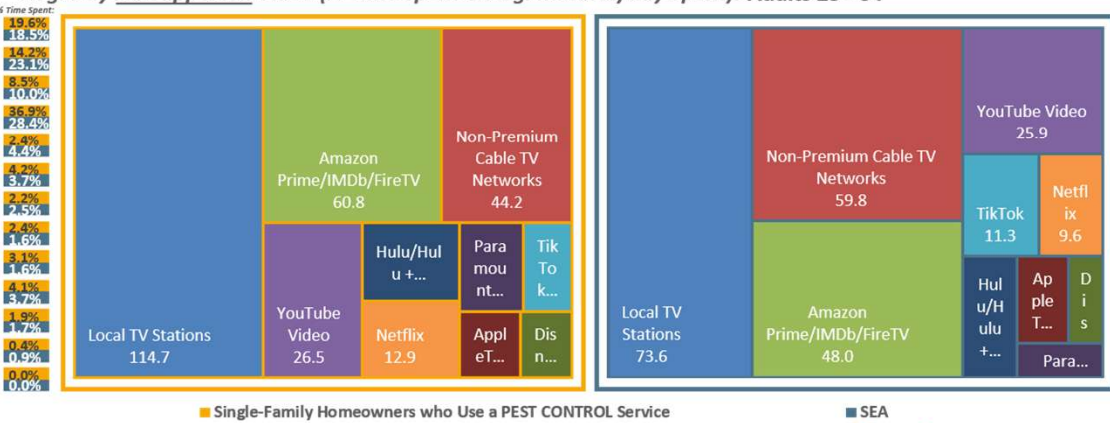 % Time Spent:
19.6%
18.5%
14.2%
23.1%
8.5%
10.0%
36.9%
28.4%
2.4%
4.4%
4.2%
3.7%
2.2%
2.5%
2.4%
1.6%
3.1%
1.6%
4.1%
3.7%
1.9%
1.7%
0.4%
0.9%
0.0%
0.0%
Local TV Stations
114.7
Amazon
Prime/IMDb/FireTV
60.8
Non-Premium
Cable TV
Networks
44.2
YouTube
Video
26.5
Hulu/Hul
u +...
Netflix
12.9
Para
mou
nt...
Tik
To
k...
Appl
eT...
Dis
n...
Local TV
Stations
73.6
Non-Premium Cable TV
Networks
59.8
Amazon
Prime/IMDb/FireTV
48.0
YouTube Video
25.9
TikTok
11.3
Netfl
ix
9.6
Hul
u/H
ulu
+...
Ap
ple
T...
D
i
s
Para...
Single-Family Homeowners who Use a PEST CONTROL Service
SEA